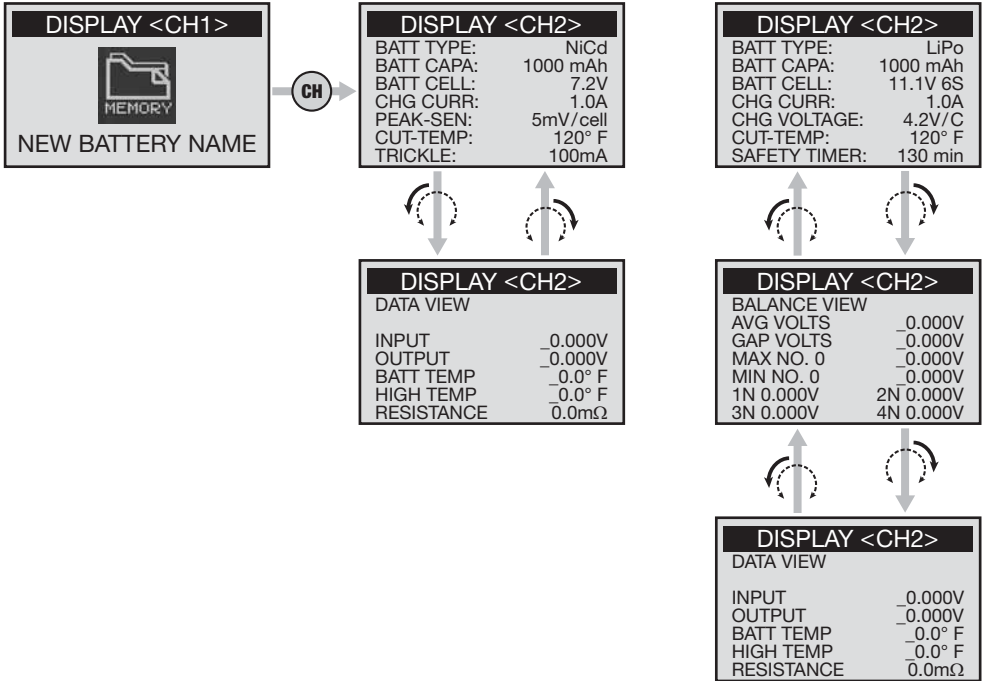 DISPLAY <CH1>
MEMORY
NEW BATTERY NAME
CH
DISPLAY <CH2>
BATT TYPE: NiCd
BATT CAPA: 1000 mAh
BATT CELL: 7.2V
CHG CURR: 1.0A
PEAK-SEN: 5mV/cell
CUT-TEMP: 120° F
TRICKLE: 100mA
DISPLAY <CH2>
DATA VIEW
INPUT _0.000V
OUTPUT _0.000V
BATT TEMP _0.0° F
HIGH TEMP _0.0° F
RESISTANCE 0.0mΩ
DISPLAY <CH2>
BATT TYPE: LiPo
BATT CAPA: 1000 mAh
BATT CELL: 11.1V 6S
CHG CURR: 1.0A
CHG VOLTAGE: 4.2V/C
CUT-TEMP: 120° F
SAFETY TIMER: 130 min
DISPLAY <CH2>
BALANCE VIEW
AVG VOLTS _0.000V
GAP VOLTS _0.000V
MAX NO. 0 _0.000V
MIN NO. 0 _0.000V
1N 0.000V 2N 0.000V
3N 0.000V 4N 0.000V
DISPLAY <CH2>
DATA VIEW
INPUT _0.000V
OUTPUT _0.000V
BATT TEMP _0.0° F
HIGH TEMP _0.0° F
RESISTANCE 0.0mΩ